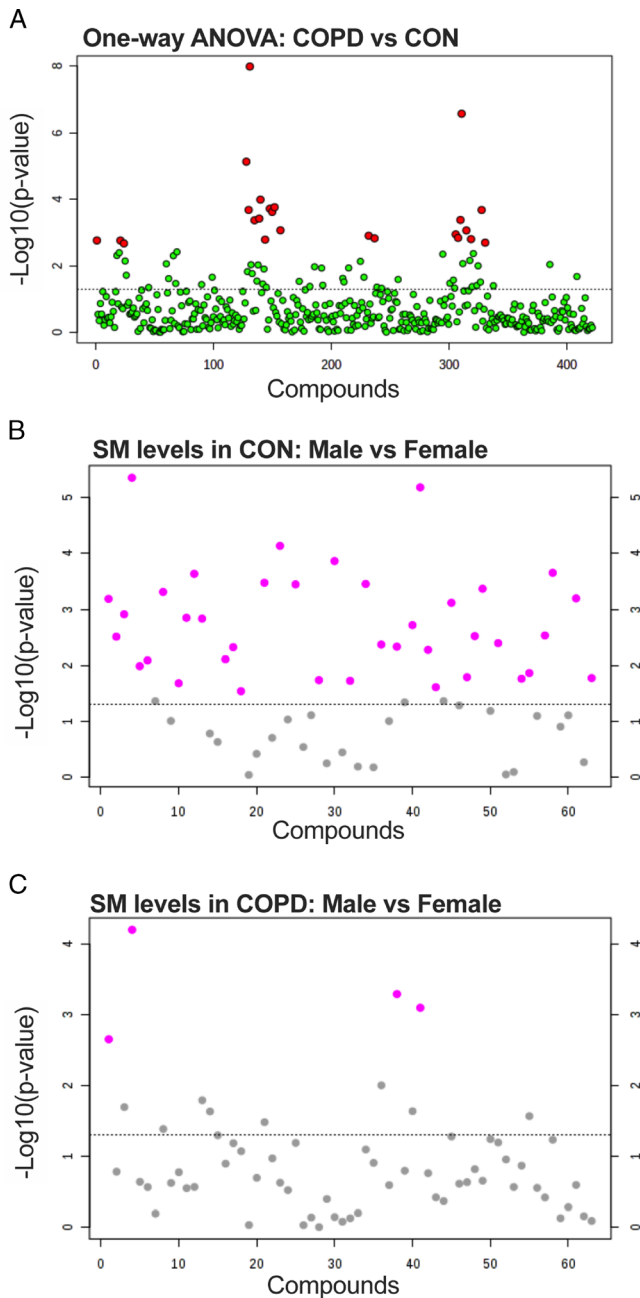 A
One-way ANOVA: COPD vs CON
-Log10(p-value)
8
6
4
2
0
0 100 200 300 400
Compounds
B
SM levels in CON: Male vs Female
-Log10(p-value)
5 5
4 4
3 3
2 2
1 1
0 0
0 10 20 30 40 50 60
Compounds
C
SM levels in COPD: Male vs Female
-Log10(p-value)
4 4
3 3
2 2
1 1
0 0
0 10 20 30 40 50 60
Compounds